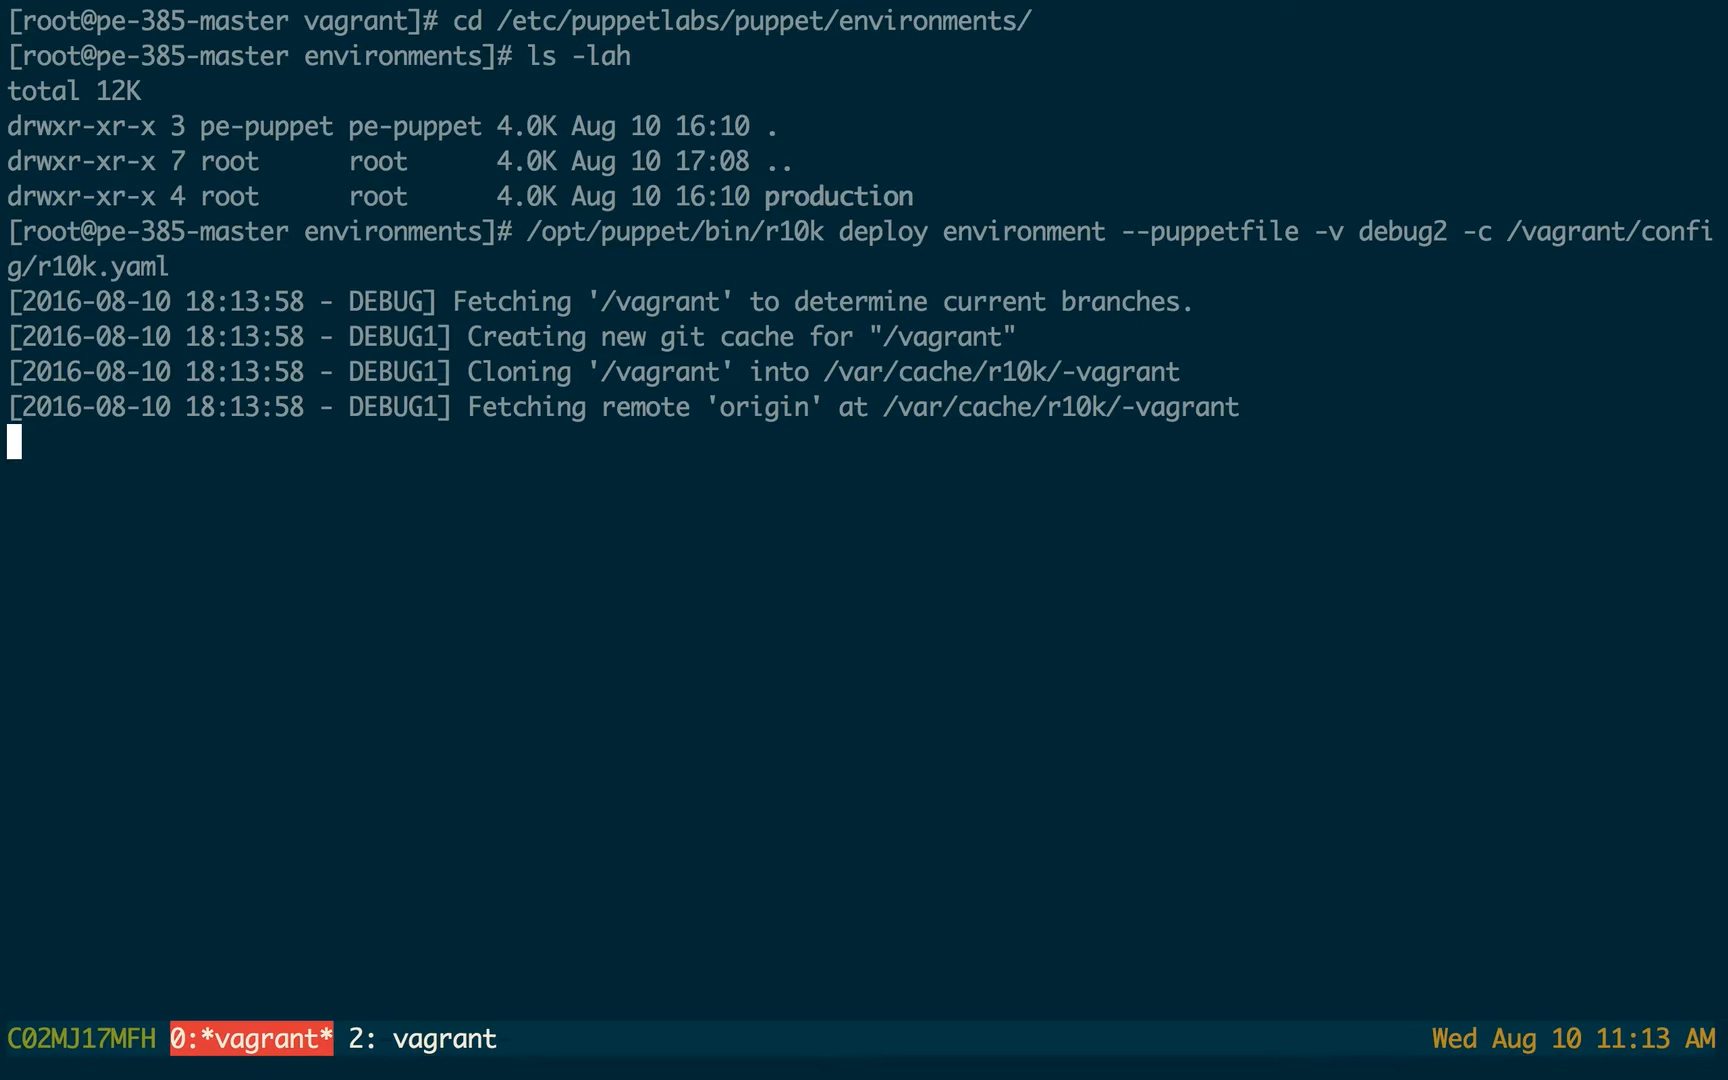 [root@pe-385-master vagrant]# cd /etc/puppetlabs/puppet/environments/
[root@pe-385-master environments]# ls -lah
total 12K
drwxr-xr-x 3 pe-puppet pe-puppet 4.0K Aug 10 16:10 .
drwxr-xr-x 7 root      root      4.0K Aug 10 17:08 ..
drwxr-xr-x 4 root      root      4.0K Aug 10 16:10 production
[root@pe-385-master environments]# /opt/puppet/bin/r10k deploy environment --puppetfile -v debug2 -c /vagrant/confi
g/r10k.yaml
[2016-08-10 18:13:58 - DEBUG] Fetching '/vagrant' to determine current branches.
[2016-08-10 18:13:58 - DEBUG1] Creating new git cache for "/vagrant"
[2016-08-10 18:13:58 - DEBUG1] Cloning '/vagrant' into /var/cache/r10k/-vagrant
[2016-08-10 18:13:58 - DEBUG1] Fetching remote 'origin' at /var/cache/r10k/-vagrant
C02MJ17MFH 0:*vagrant* 2: vagrant Wed Aug 10 11:13 AM